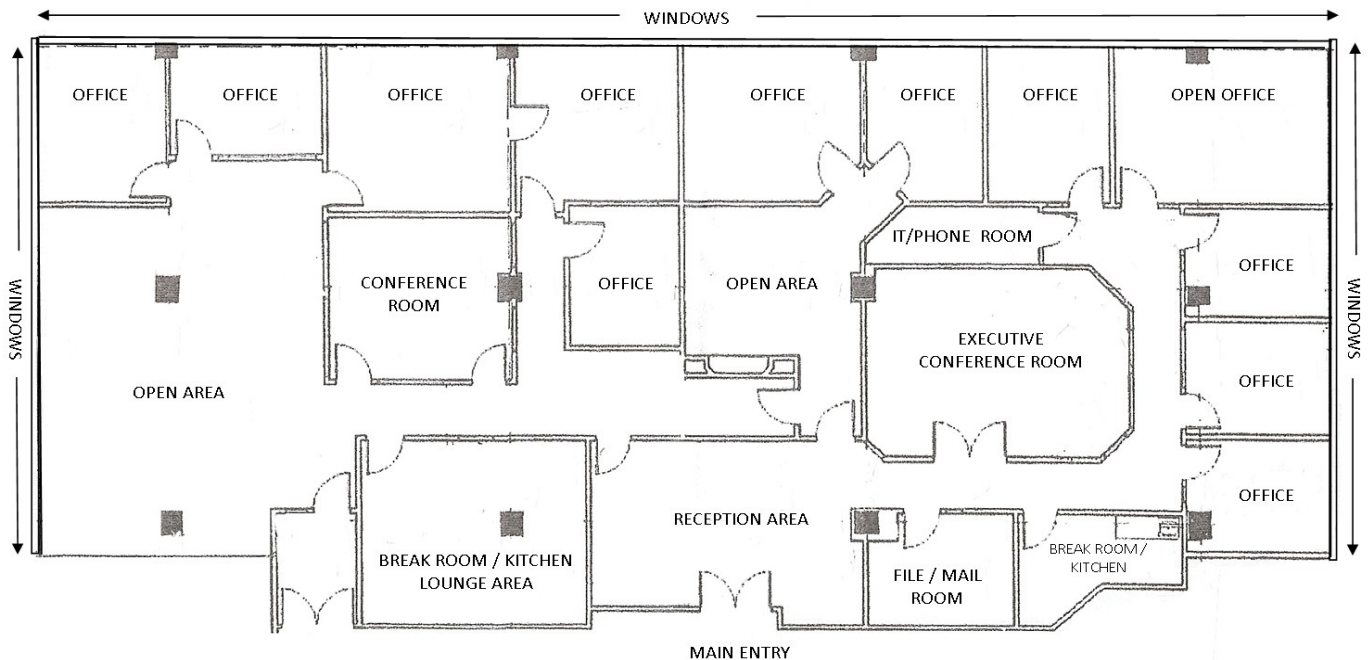 WINDOWS
OFFICE
OFFICE
OFFICE
OFFICE
OFFICE
OFFICE
OFFICE
OPEN OFFICE
WINDOWS
WINDOWS
IT/PHONE ROOM
CONFERENCE
ROOM
OFFICE
OPEN AREA
OFFICE
EXECUTIVE
CONFERENCE ROOM
OPEN AREA
OFFICE
OFFICE
RECEPTION AREA
BREAK ROOM / KITCHEN
LOUNGE AREA
FILE / MAIL
ROOM
BREAK ROOM /
KITCHEN
MAIN ENTRY